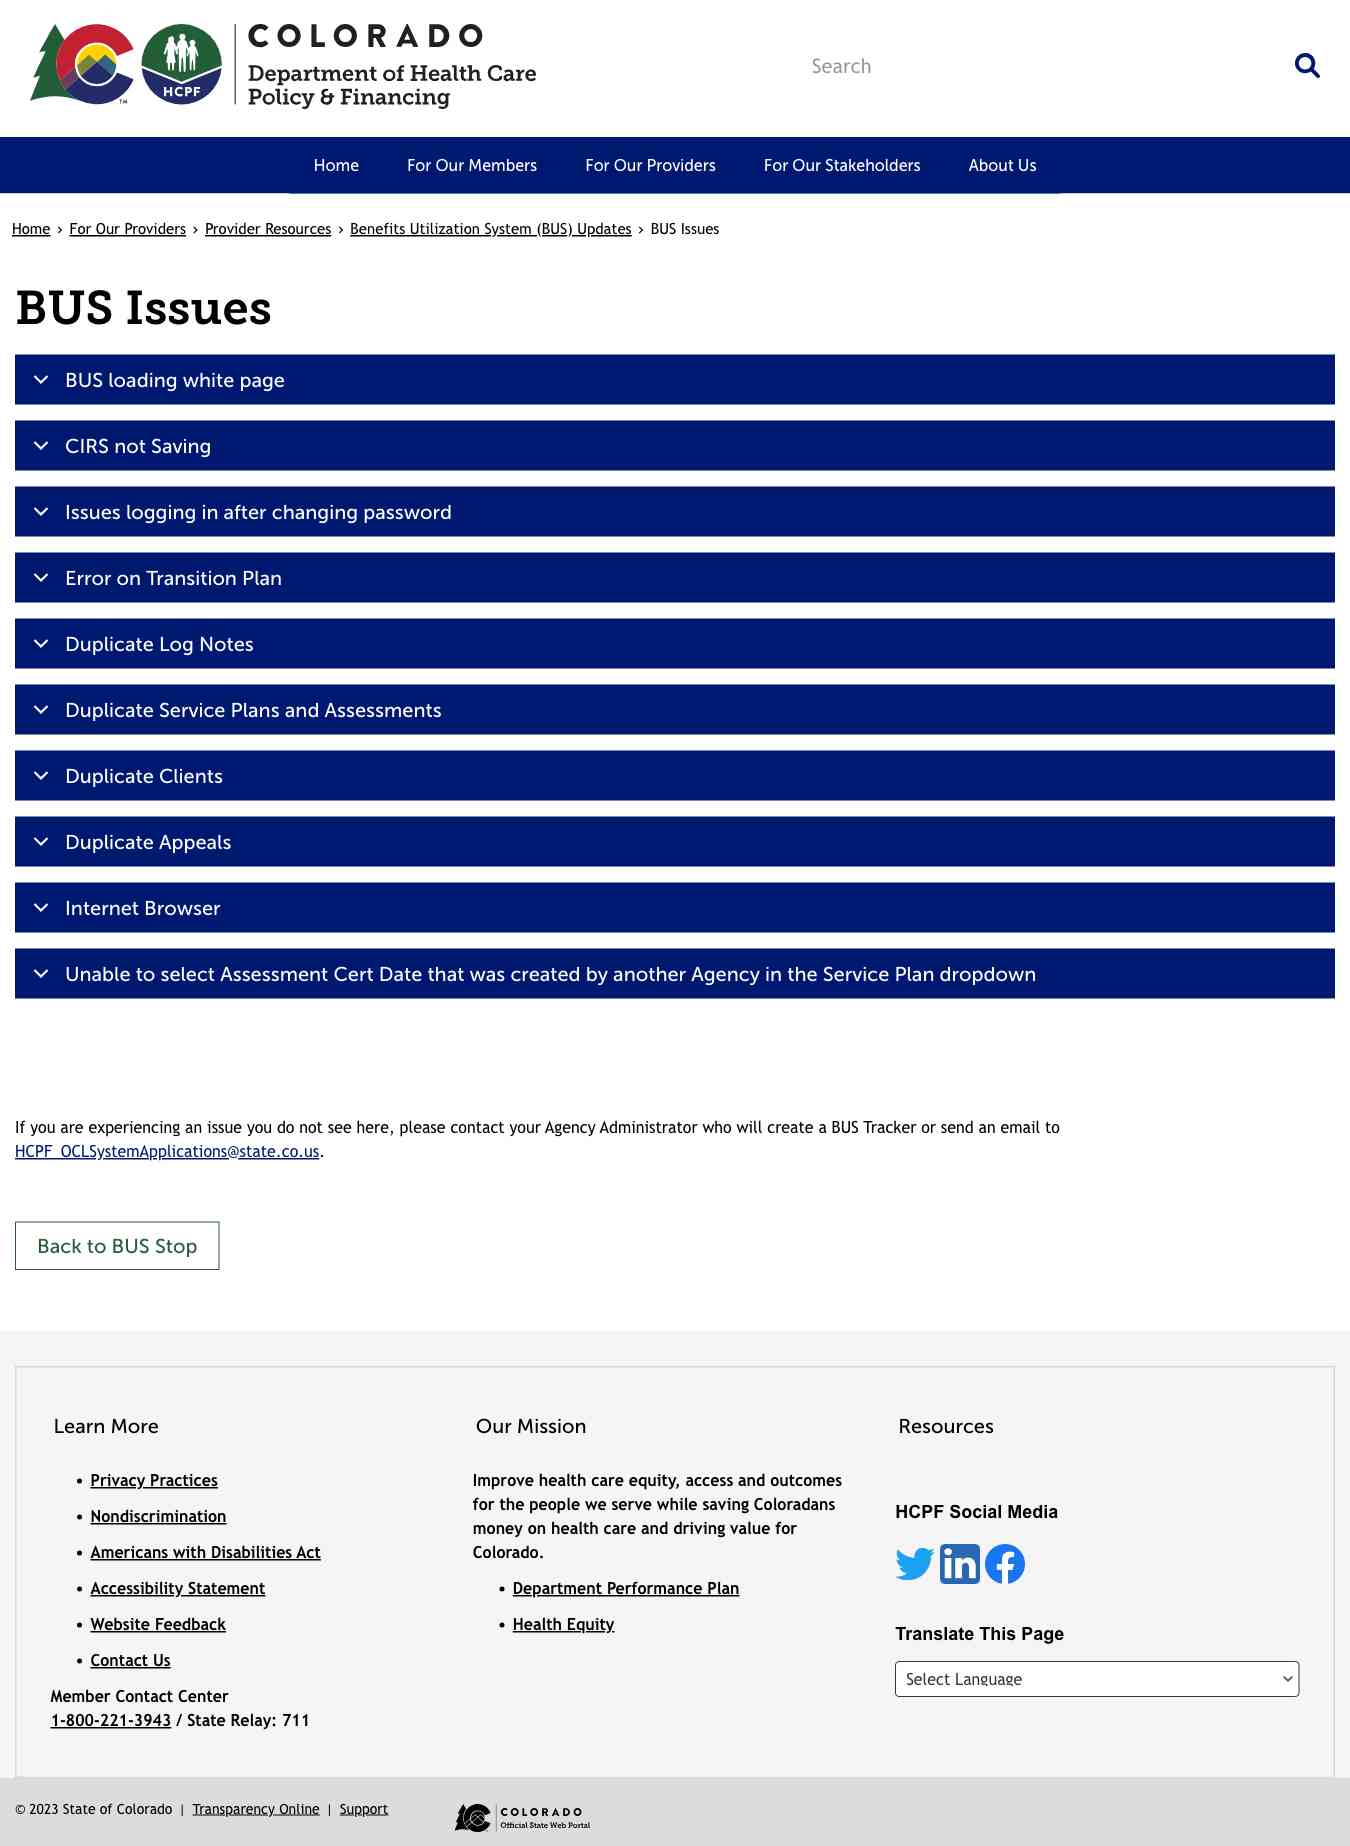 COLORADO
Department of Health Care
Policy & Financing
HCPF
TM
Search
Home
For Our Members
For Our Providers
For Our Stakeholders
About Us
Home › For Our Providers › Provider Resources › Benefits Utilization System (BUS) Updates › BUS Issues
BUS Issues
BUS loading white page
CIRS not Saving
Issues logging in after changing password
Error on Transition Plan
Duplicate Log Notes
Duplicate Service Plans and Assessments
Duplicate Clients
Duplicate Appeals
Internet Browser
Unable to select Assessment Cert Date that was created by another Agency in the Service Plan dropdown
If you are experiencing an issue you do not see here, please contact your Agency Administrator who will create a BUS Tracker or send an email to
HCPF_OCLSystemApplications@state.co.us.
Back to BUS Stop
Learn More
• Privacy Practices
• Nondiscrimination
• Americans with Disabilities Act
• Accessibility Statement
• Website Feedback
• Contact Us
Member Contact Center
1-800-221-3943 / State Relay: 711
Our Mission
Improve health care equity, access and outcomes
for the people we serve while saving Coloradans
money on health care and driving value for
Colorado.
• Department Performance Plan
• Health Equity
Resources
HCPF Social Media
Translate This Page
Select Language
© 2023 State of Colorado | Transparency Online | Support
COLORADO
Official State Web Portal